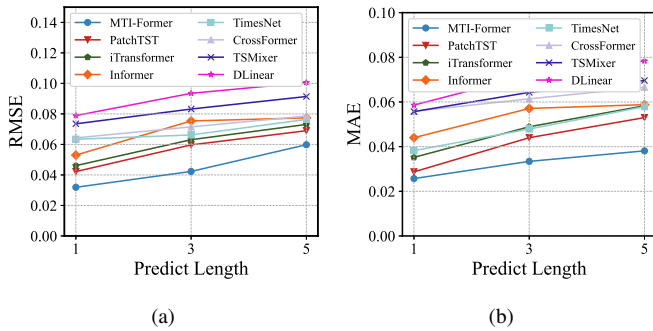 0.14
0.12
0.10
0.08
0.06
0.04
0.02
0.00
RMSE
MTI-Former
PatchTST
iTransformer
Informer
TimesNet
CrossFormer
TSMixer
DLinear
1
3
5
Predict Length
(a)
0.10
0.08
0.06
0.04
0.02
0.00
MAE
MTI-Former
PatchTST
iTransformer
Informer
TimesNet
CrossFormer
TSMixer
DLinear
1
3
5
Predict Length
(b)